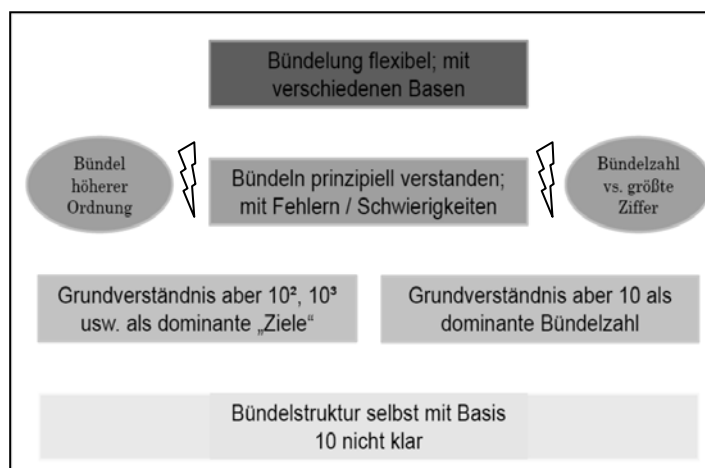 Bündelung flexibel; mit
verschiedenen Basen
Bündel
höherer
Ordnung
Bündeln prinzipiell verstanden;
mit Fehlern / Schwierigkeiten
Bündelzahl
vs. größte
Ziffer
Grundverständnis aber 10², 10³
usw. als dominante „Ziele“
Grundverständnis aber 10 als
dominante Bündelzahl
Bündelstruktur selbst mit Basis
10 nicht klar